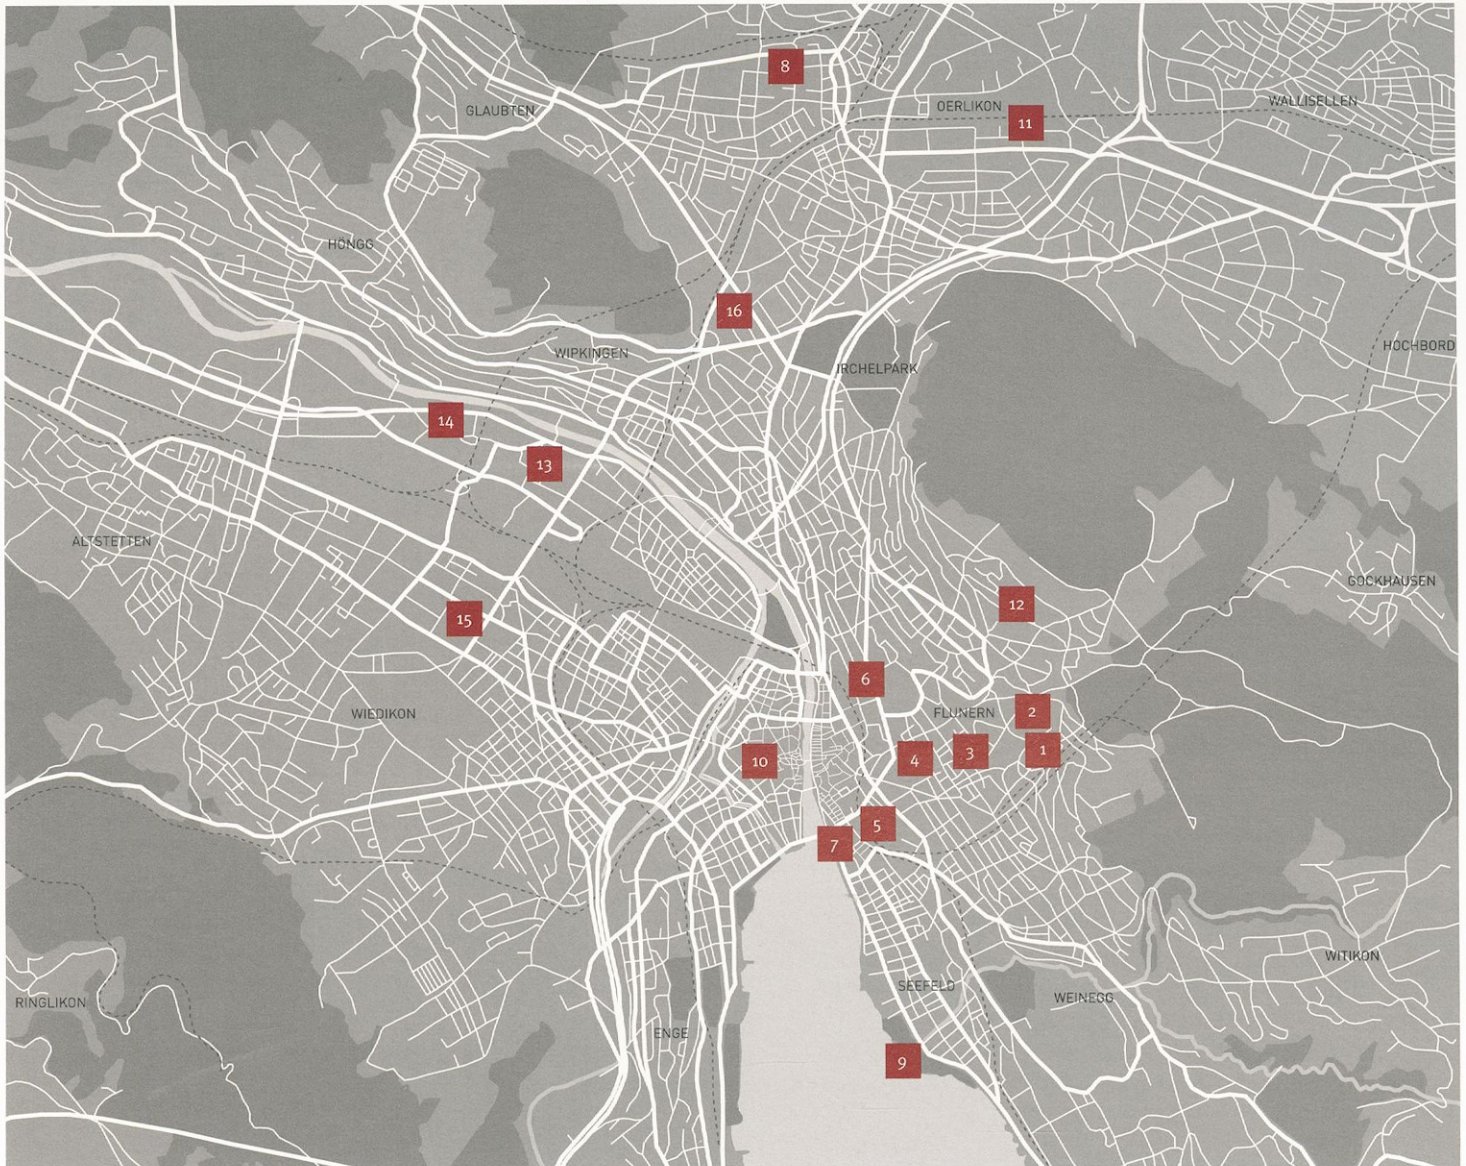 8
GLAUBTEN
OERLIKON
11
WALLISELLEN
HÖNGG
16
WIPKINGEN
IRCHELPARK
HOCHBORD
14
13
ALTSTETTEN
GOCKHAUSEN
12
15
6
WIEDIKON
FLUNERN
2
10
4
3
1
5
7
WITIKON
SEEFELD
WEINEGG
RINGLIKON
ENGE
9